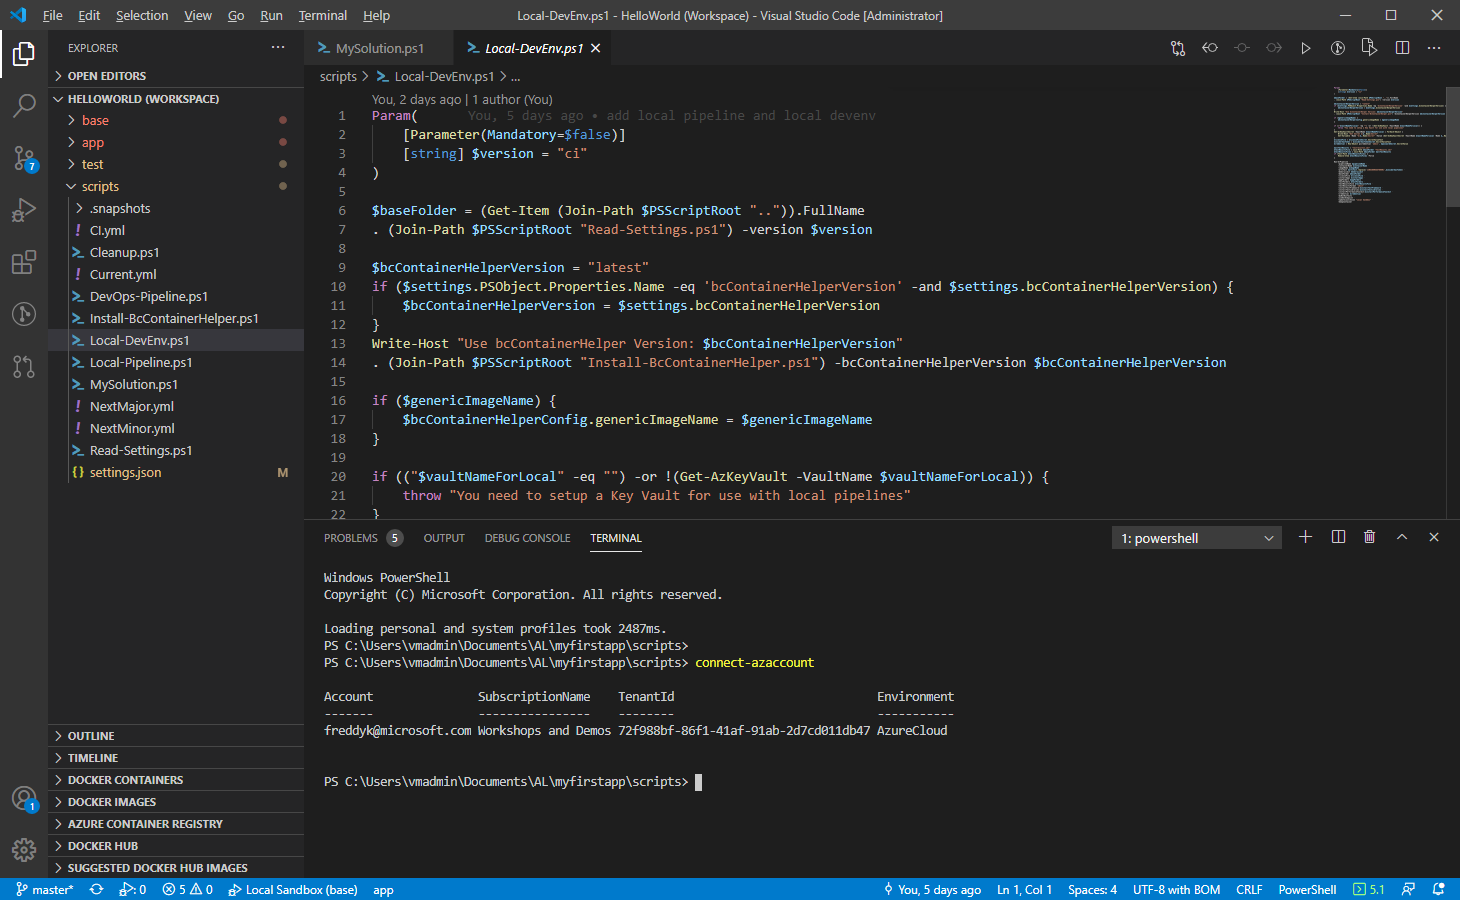 File Edit Selection View Go Run Terminal Help
Local-DevEnv.ps1 - HelloWorld (Workspace) - Visual Studio Code [Administrator]
EXPLORER
MySolution.ps1
Local-DevEnv.ps1
OPEN EDITORS
scripts > Local-DevEnv.ps1 > ...
HELLOWORLD (WORKSPACE)
base
app
test
scripts
.snapshots
CI.yml
Cleanup.ps1
Current.yml
DevOps-Pipeline.ps1
Install-BcContainerHelper.ps1
Local-DevEnv.ps1
Local-Pipeline.ps1
MySolution.ps1
NextMajor.yml
NextMinor.yml
Read-Settings.ps1
{} settings.json M
7
You, 2 days ago | 1 author (You)
1 Param( You, 5 days ago • add local pipeline and local devenv
2 [Parameter(Mandatory=$false)]
3 [string] $version = "ci"
4 )
5
6 $baseFolder = (Get-Item (Join-Path $PSScriptRoot "..")).FullName
7 . (Join-Path $PSScriptRoot "Read-Settings.ps1") -version $version
8
9 $bcContainerHelperVersion = "latest"
10 if ($settings.PSObject.Properties.Name -eq 'bcContainerHelperVersion' -and $settings.bcContainerHelperVersion) {
11 $bcContainerHelperVersion = $settings.bcContainerHelperVersion
12 }
13 Write-Host "Use bcContainerHelper Version: $bcContainerHelperVersion"
14 . (Join-Path $PSScriptRoot "Install-BcContainerHelper.ps1") -bcContainerHelperVersion $bcContainerHelperVersion
15
16 if ($genericImageName) {
17 $bcContainerHelperConfig.genericImageName = $genericImageName
18 }
19
20 if (("$vaultNameForLocal" -eq "") -or !(Get-AzKeyVault -VaultName $vaultNameForLocal)) {
21 throw "You need to setup a Key Vault for use with local pipelines"
22 }
PROBLEMS 5 OUTPUT DEBUG CONSOLE TERMINAL
1: powershell
Windows PowerShell
Copyright (C) Microsoft Corporation. All rights reserved.
Loading personal and system profiles took 2487ms.
PS C:\Users\vmadmin\Documents\AL\myfirstapp\scripts>
PS C:\Users\vmadmin\Documents\AL\myfirstapp\scripts> connect-azaccount
Account SubscriptionName TenantId Environment
------- ---------------- -------- -----------
freddyk@microsoft.com Workshops and Demos 72f988bf-86f1-41af-91ab-2d7cd011db47 AzureCloud
PS C:\Users\vmadmin\Documents\AL\myfirstapp\scripts>
OUTLINE
TIMELINE
DOCKER CONTAINERS
DOCKER IMAGES
AZURE CONTAINER REGISTRY
DOCKER HUB
SUGGESTED DOCKER HUB IMAGES
1
master* 0 5 0 Local Sandbox (base) app
You, 5 days ago Ln 1, Col 1 Spaces: 4 UTF-8 with BOM CRLF PowerShell 5.1